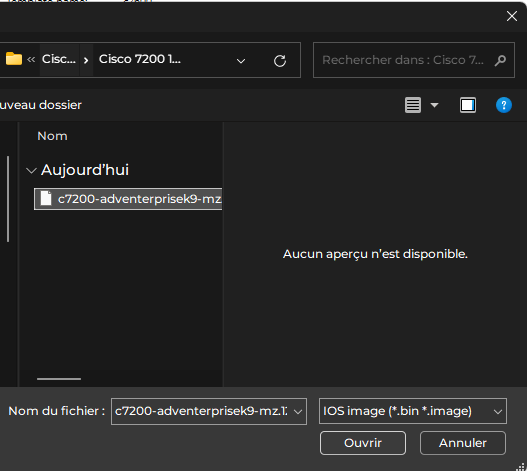 Cisc...
Cisco 7200 1...
Rechercher dans : Cisco 7...
uveau dossier
Nom
Aujourd'hui
c7200-adventerprisek9-mz
Aucun aperçu n'est disponible.
Nom du fichier :
c7200-adventerprisek9-mz.1
IOS image (*.bin *.image)
Ouvrir
Annuler